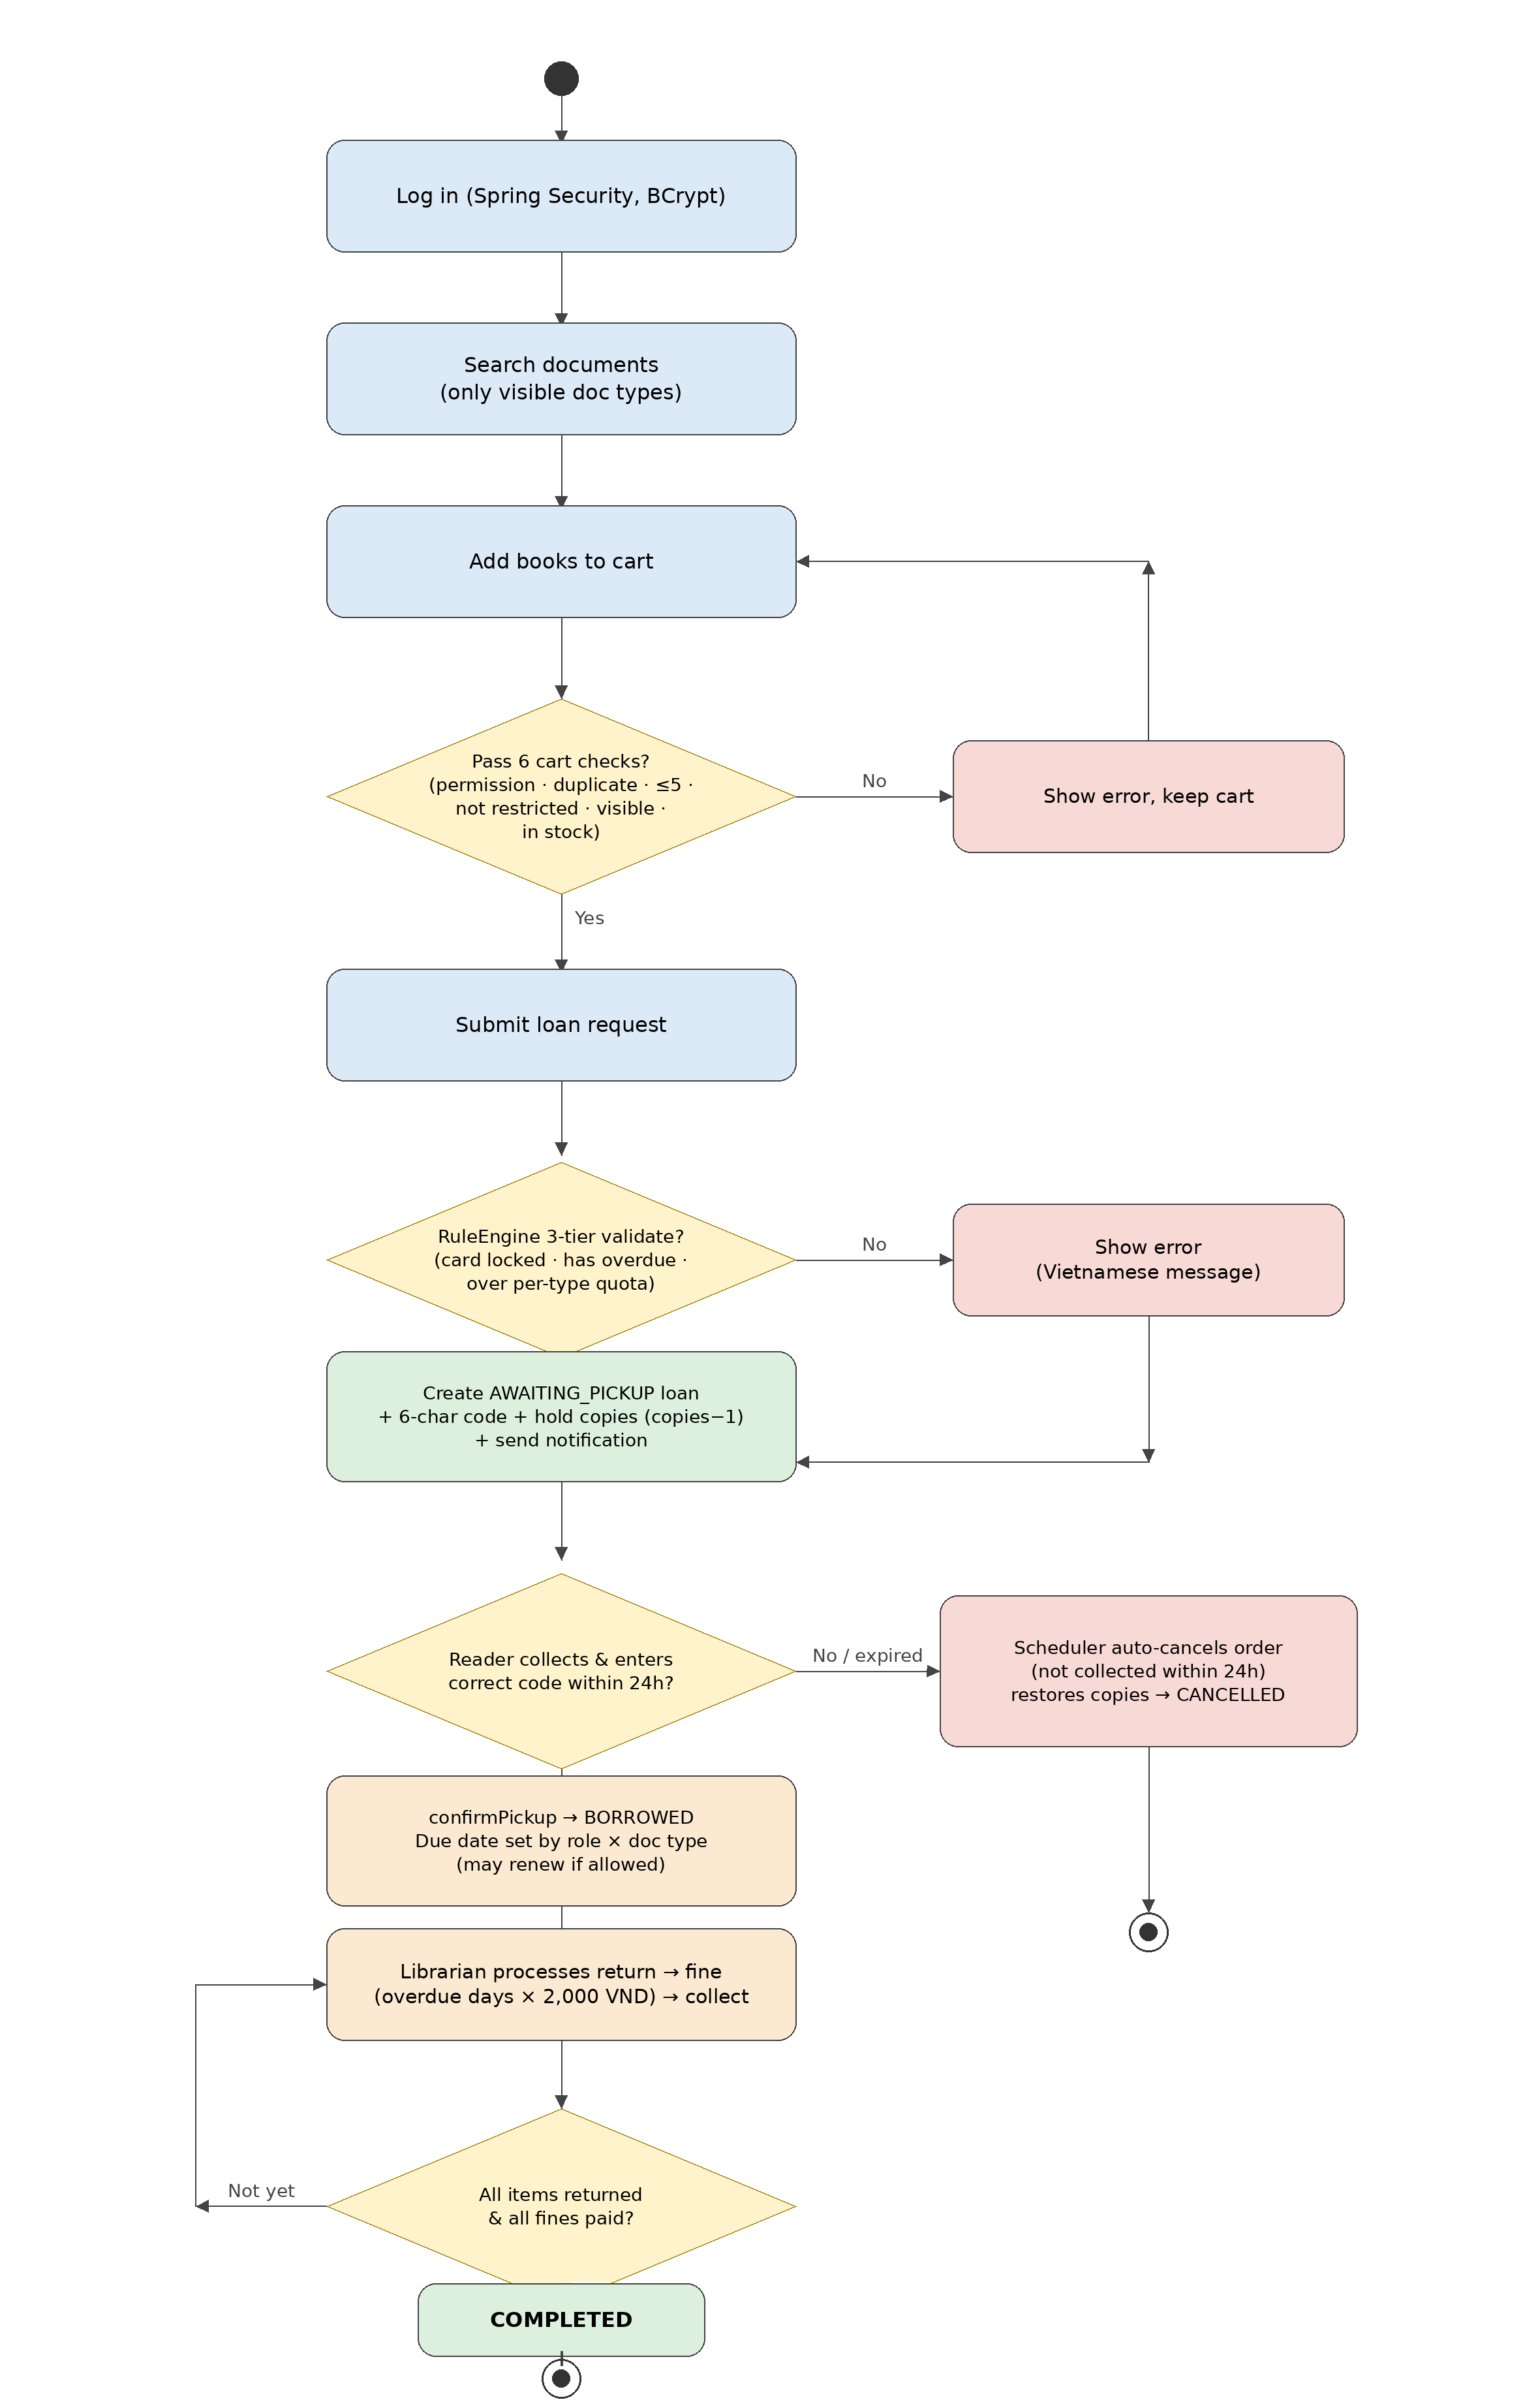 Log in (Spring Security, BCrypt)
Search documents
(only visible doc types)
Add books to cart
Pass 6 cart checks?
(permission · duplicate · ≤5 ·
not restricted · visible ·
in stock)
No
Show error, keep cart
Yes
Submit loan request
RuleEngine 3-tier validate?
(card locked · has overdue ·
over per-type quota)
No
Show error
(Vietnamese message)
Create AWAITING_PICKUP loan
+ 6-char code + hold copies (copies−1)
+ send notification
Reader collects & enters
correct code within 24h?
No / expired
Scheduler auto-cancels order
(not collected within 24h)
restores copies → CANCELLED
confirmPickup → BORROWED
Due date set by role × doc type
(may renew if allowed)
Librarian processes return → fine
(overdue days × 2,000 VND) → collect
Not yet
All items returned
& all fines paid?
COMPLETED